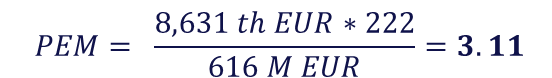 PEM = 8,631 th EUR * 222 / 616 M EUR = 3.11